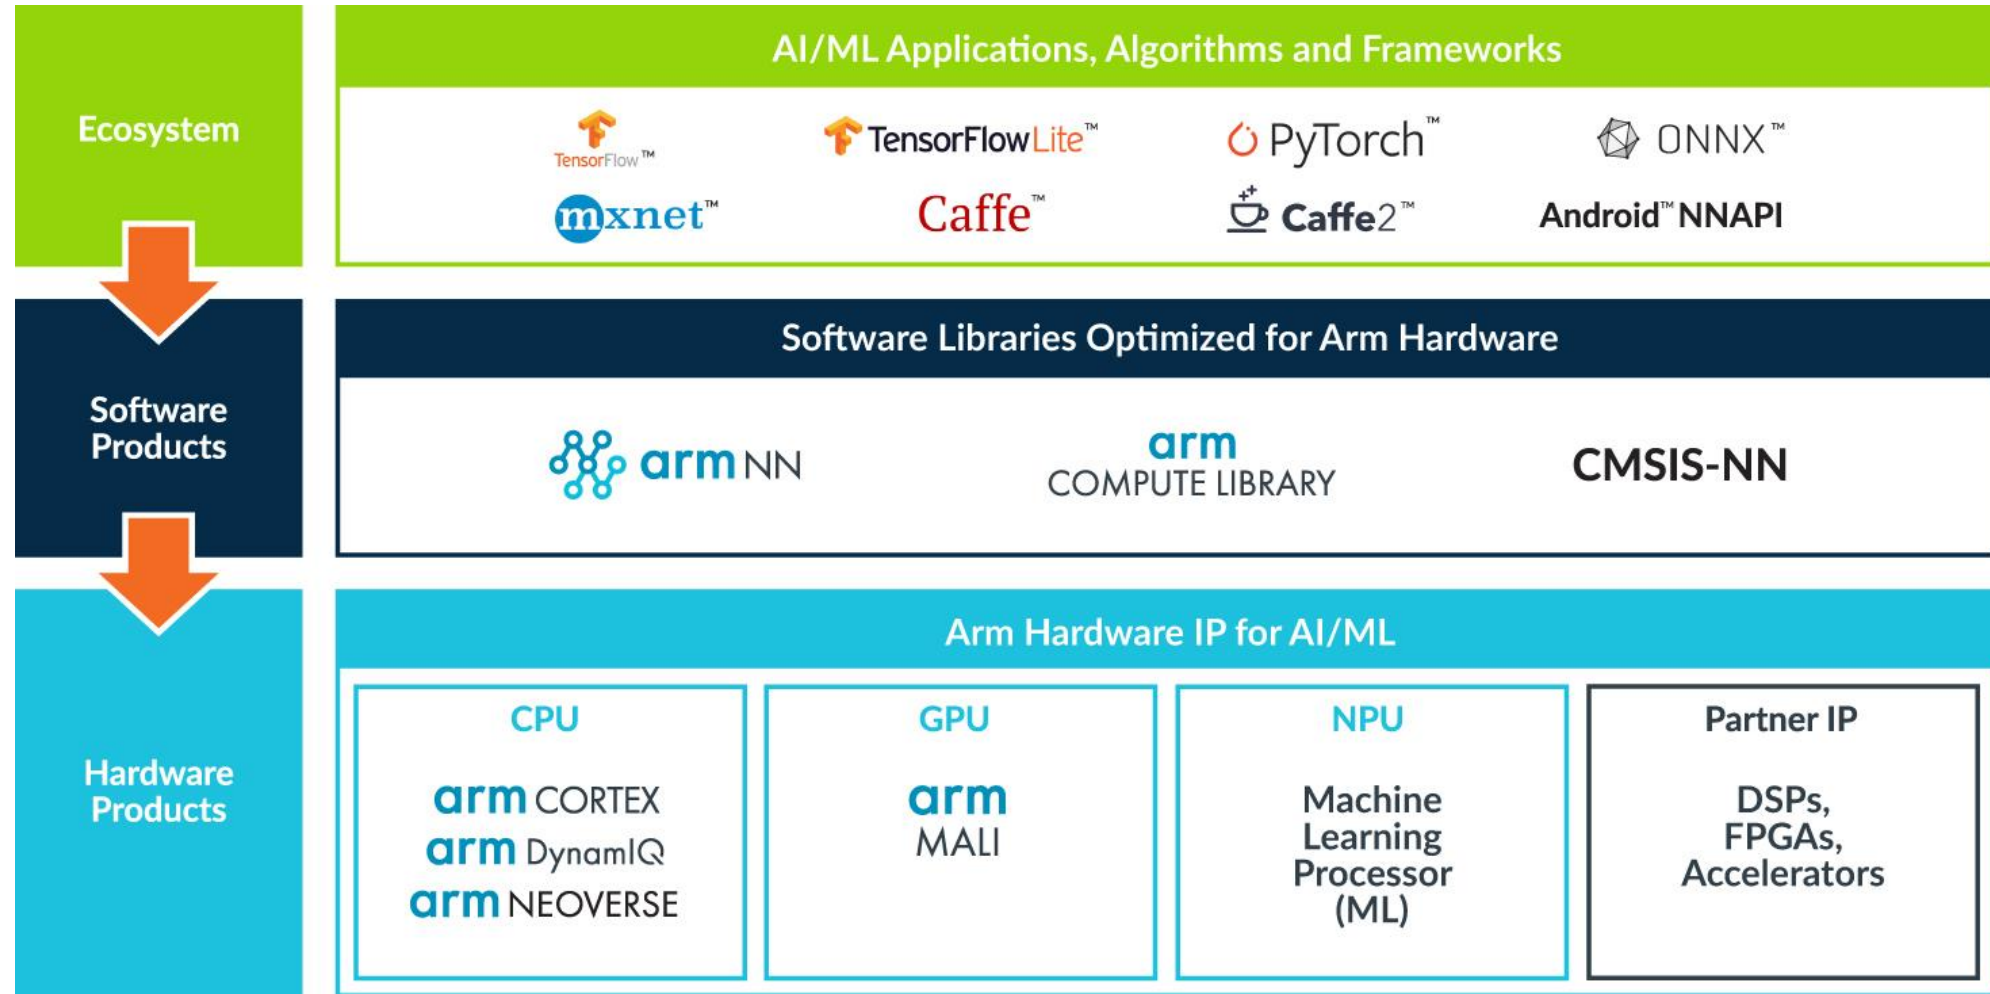 Ecosystem
AI/ML Applications, Algorithms and Frameworks
TensorFlow™
TensorFlowLite™
PyTorch™
ONNX™
mxnet™
Caffe™
Caffe2™
Android™ NNAPI
Software
Products
Software Libraries Optimized for Arm Hardware
arm NN
arm
COMPUTE LIBRARY
CMSIS-NN
Hardware
Products
Arm Hardware IP for AI/ML
CPU
arm CORTEX
arm DynamIQ
arm NEOVERSE
GPU
arm
MALI
NPU
Machine
Learning
Processor
(ML)
Partner IP
DSPs,
FPGAs,
Accelerators